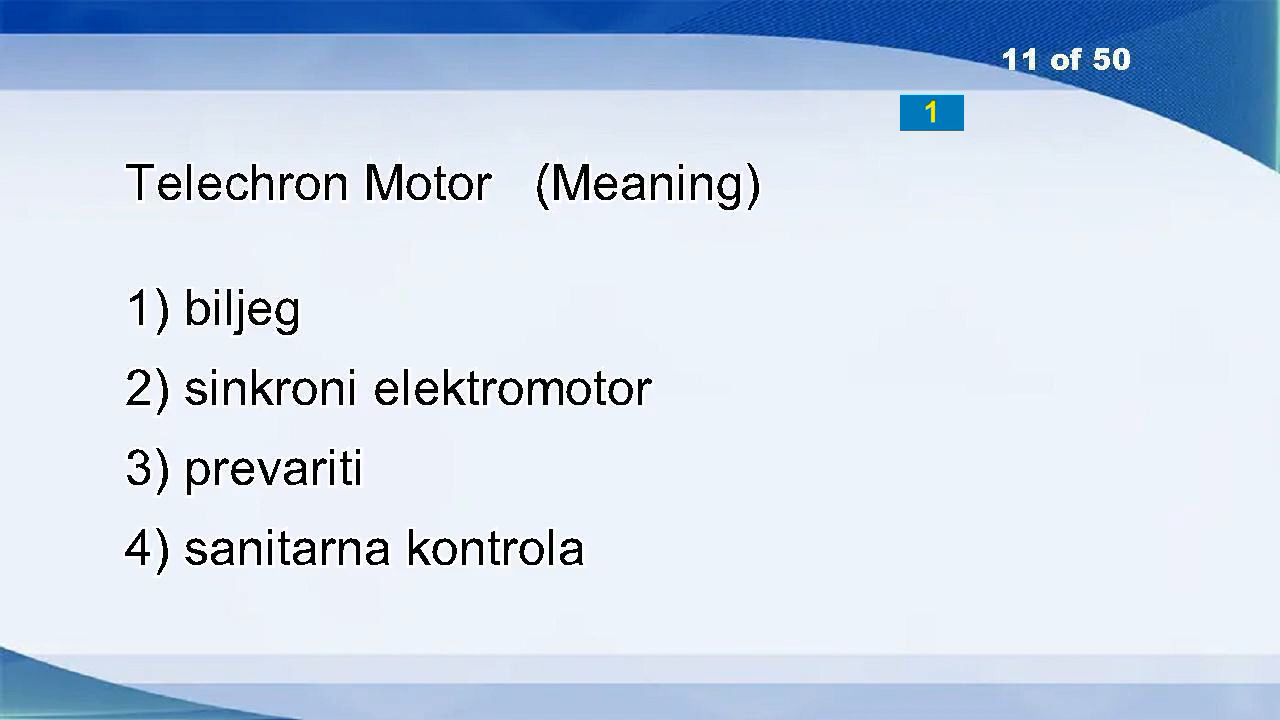 11 of 50
1
Telechron Motor (Meaning)
1) biljeg
2) sinkroni elektromotor
3) prevariti
4) sanitarna kontrola